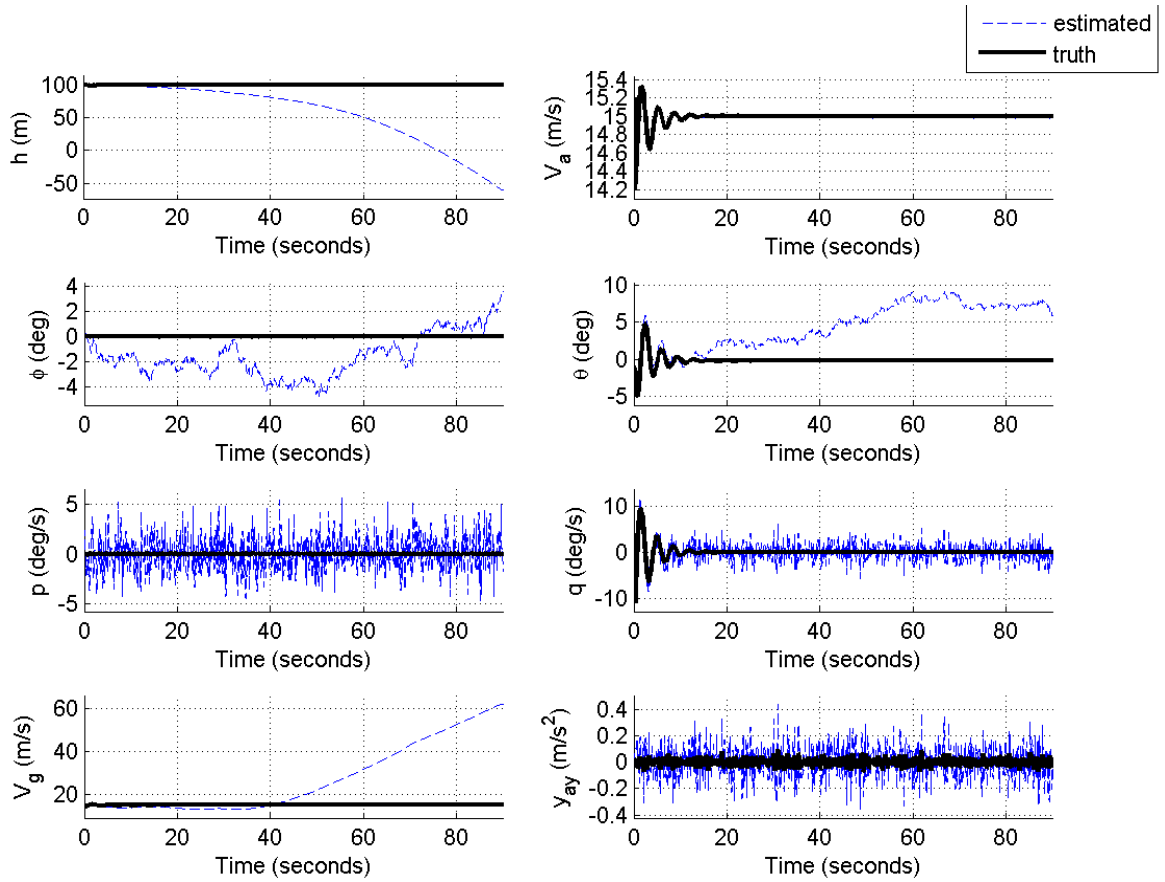 estimated
truth
100
50
0
-50
h (m)
0 20 40 60 80
Time (seconds)
15.4
15.2
15
14.8
14.6
14.4
14.2
V_a (m/s)
0 20 40 60 80
Time (seconds)
4
2
0
-2
-4
ϕ (deg)
0 20 40 60 80
Time (seconds)
10
5
0
-5
θ (deg)
0 20 40 60 80
Time (seconds)
5
0
-5
p (deg/s)
0 20 40 60 80
Time (seconds)
10
0
-10
q (deg/s)
0 20 40 60 80
Time (seconds)
60
40
20
V_g (m/s)
0 20 40 60 80
Time (seconds)
0.4
0.2
0
-0.2
-0.4
y_ay (m/s²)
0 20 40 60 80
Time (seconds)